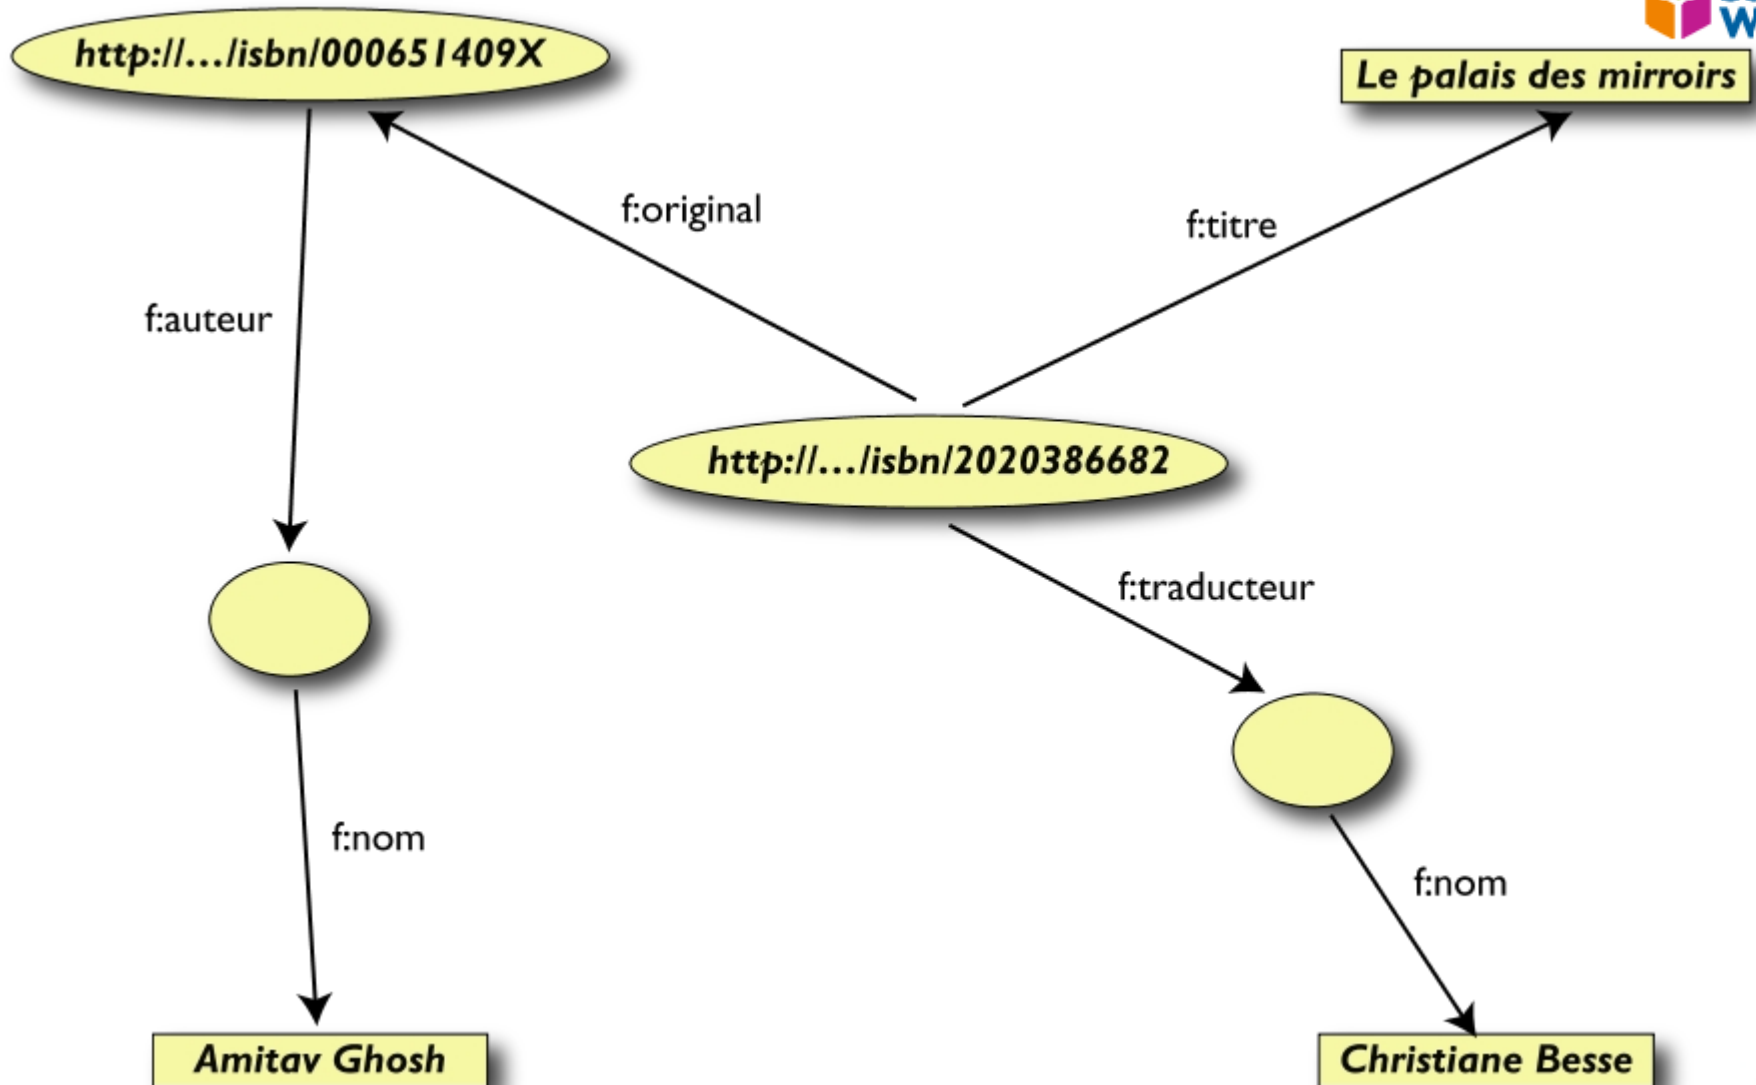 http://…/isbn/000651409X
Le palais des mirroirs
f:original
f:titre
f:auteur
http://…/isbn/2020386682
f:traducteur
f:nom
f:nom
Amitav Ghosh
Christiane Besse